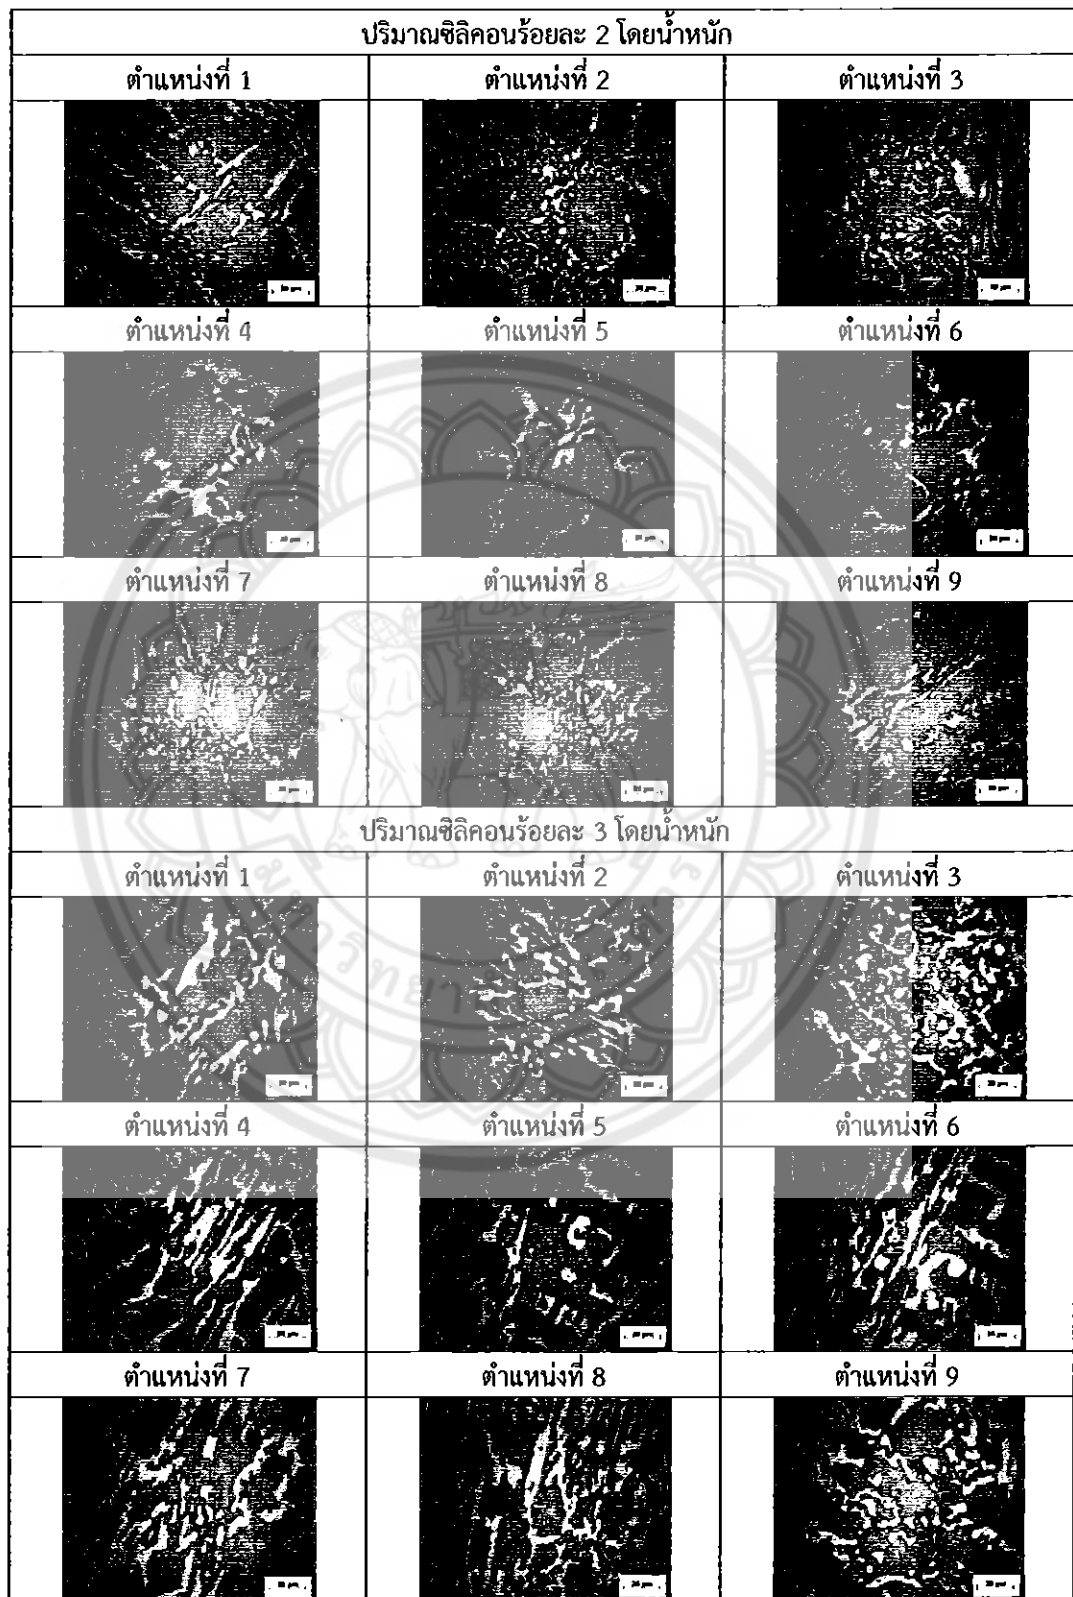 ปริมาณซิลิคอนร้อยละ 2 โดยน้ำหนัก
ตำแหน่งที่ 1 ตำแหน่งที่ 2 ตำแหน่งที่ 3
ตำแหน่งที่ 4 ตำแหน่งที่ 5 ตำแหน่งที่ 6
ตำแหน่งที่ 7 ตำแหน่งที่ 8 ตำแหน่งที่ 9
ปริมาณซิลิคอนร้อยละ 3 โดยน้ำหนัก
ตำแหน่งที่ 1 ตำแหน่งที่ 2 ตำแหน่งที่ 3
ตำแหน่งที่ 4 ตำแหน่งที่ 5 ตำแหน่งที่ 6
ตำแหน่งที่ 7 ตำแหน่งที่ 8 ตำแหน่งที่ 9